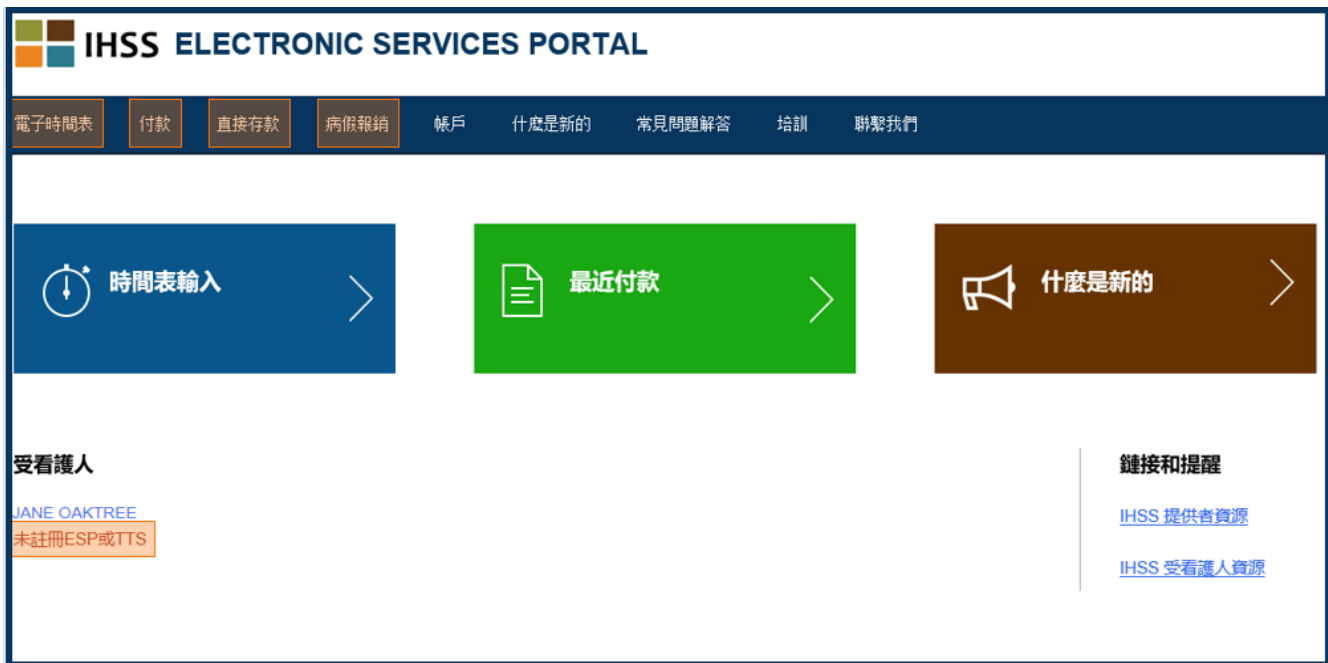 IHSS ELECTRONIC SERVICES PORTAL
電子時間表 付款 直接存款 病假報銷 帳戶 什麼是新的 常見問題解答 培訓 聯繫我們
時間表輸入 最近付款 什麼是新的
受看護人
JANE OAKTREE
未註冊ESP或TTS
鏈接和提醒
IHSS 提供者資源
IHSS 受看護人資源